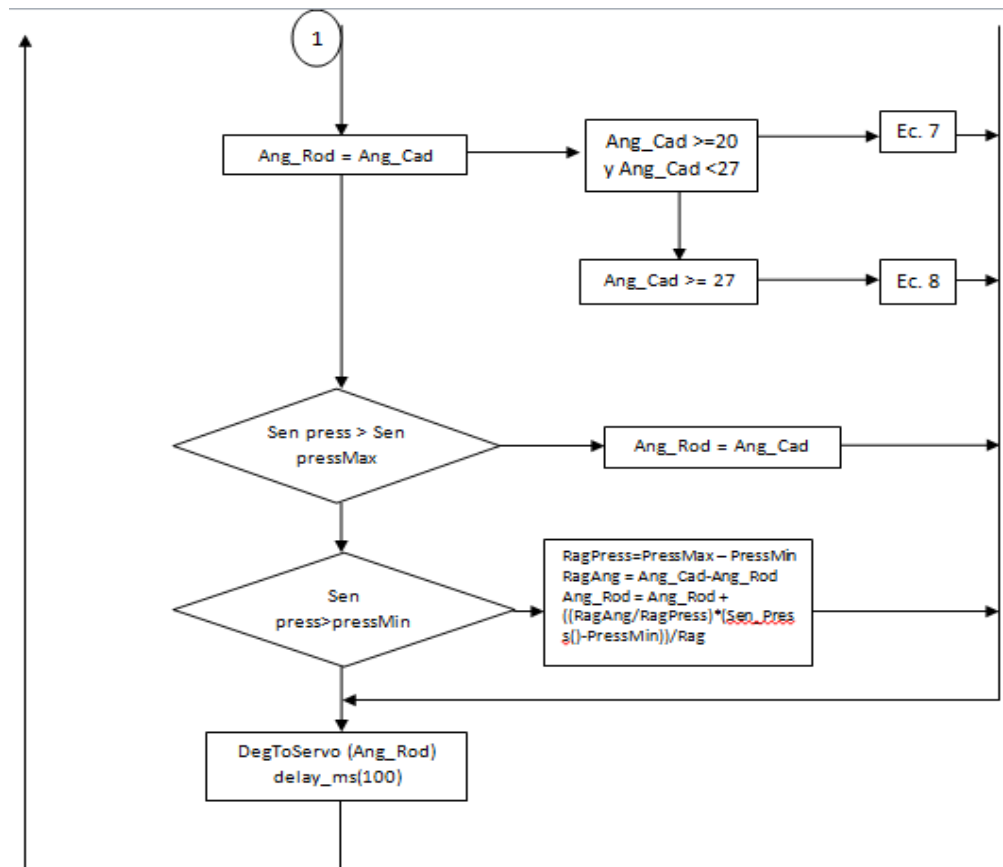 1
Ang_Rod = Ang_Cad
Ang_Cad >=20
y Ang_Cad <27
Ec. 7
Ang_Cad >= 27
Ec. 8
Sen press > Sen
pressMax
Ang_Rod = Ang_Cad
Sen
press>pressMin
RagPress=PressMax – PressMin
RagAng = Ang_Cad-Ang_Rod
Ang_Rod = Ang_Rod +
((RagAng/RagPress)*(Sen_Pres
s()-PressMin))/Rag
DegToServo (Ang_Rod)
delay_ms(100)